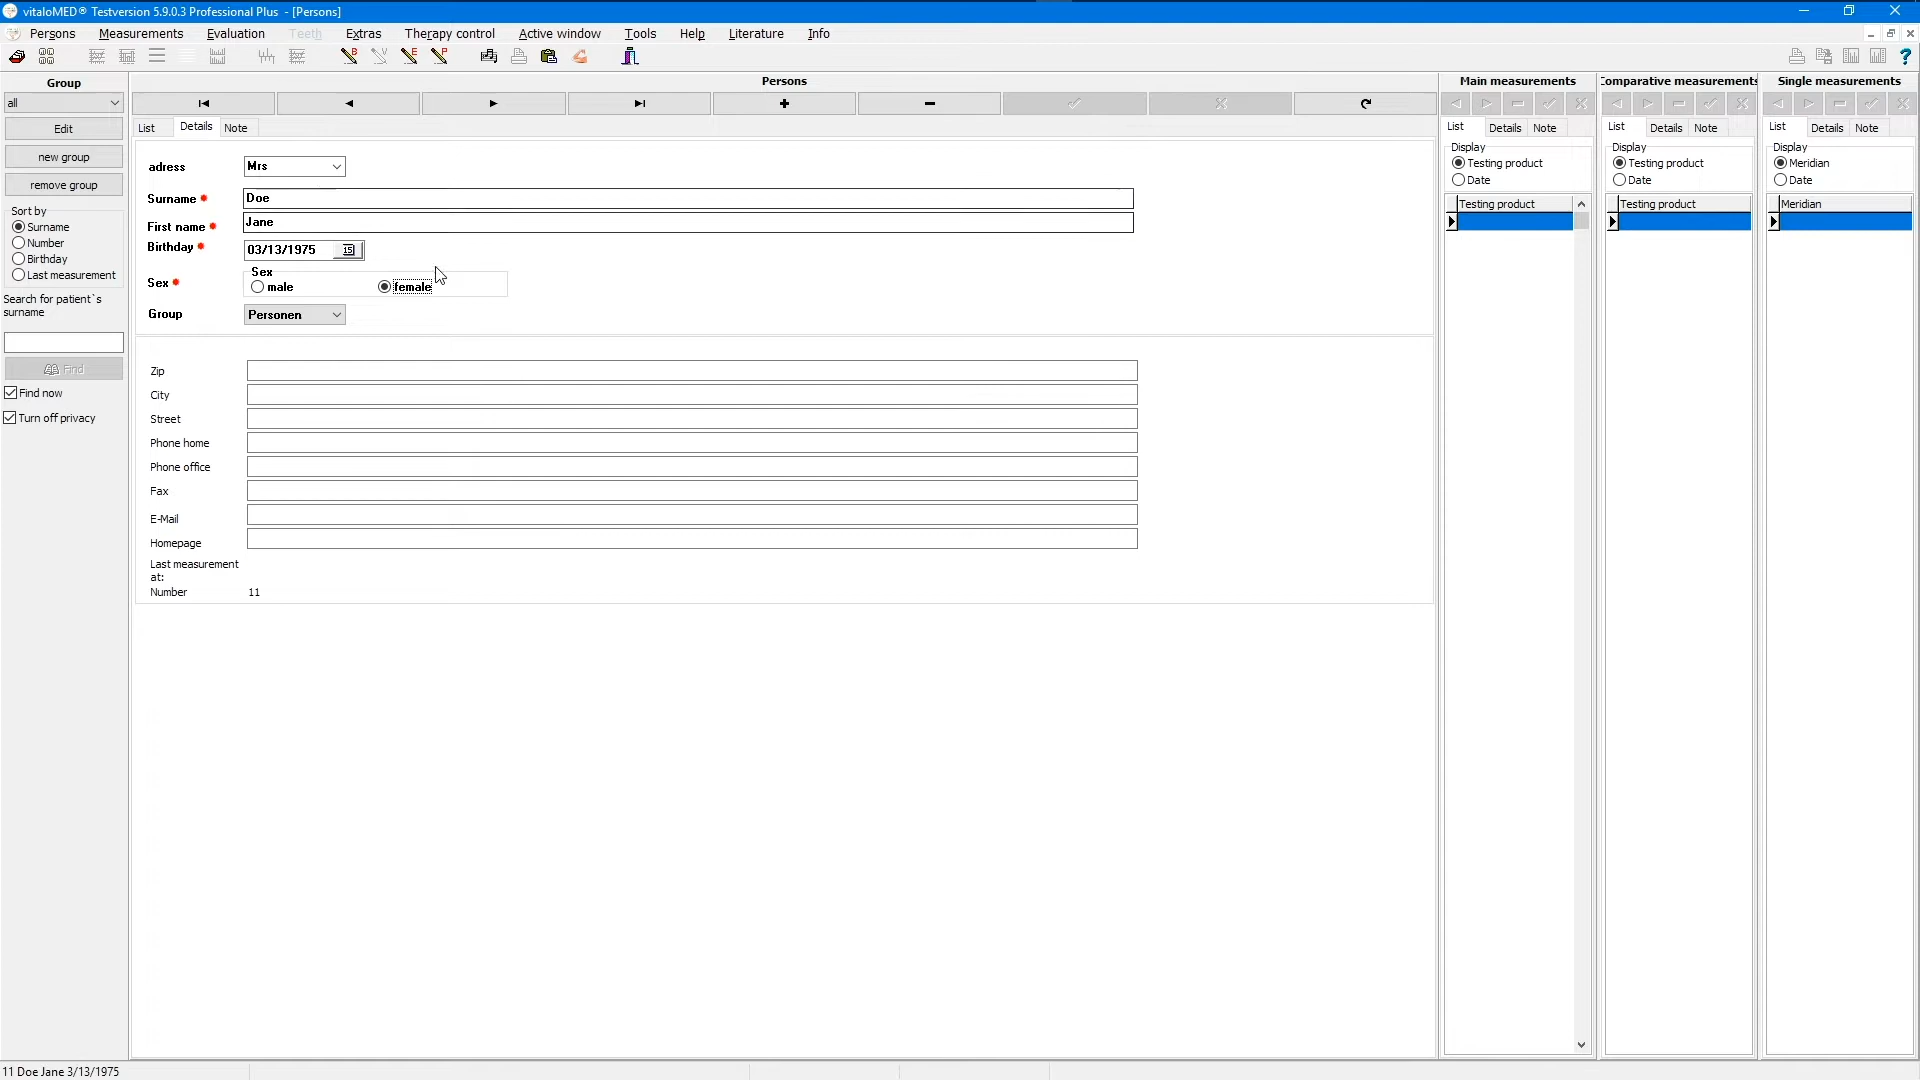 vitaloMED® Testversion 5.9.0.3 Professional Plus - [Persons]
Persons Measurements Evaluation Teeth Extras Therapy control Active window Tools Help Literature Info
Group
all
Edit
new group
remove group
Sort by
Surname
Number
Birthday
Last measurement
Search for patient`s
surname
Find
Find now
Turn off privacy
Persons
List Details Note
adress Mrs
Surname Doe
First name Jane
Birthday 03/13/1975 15
Sex
Sex
male female
Group Personen
Zip
City
Street
Phone home
Phone office
Fax
E-Mail
Homepage
Last measurement
at:
Number 11
Main measurements
List Details Note
Display
Testing product
Date
Testing product
Comparative measurements
List Details Note
Display
Testing product
Date
Testing product
Single measurements
List Details Note
Display
Meridian
Date
Meridian
11 Doe Jane 3/13/1975